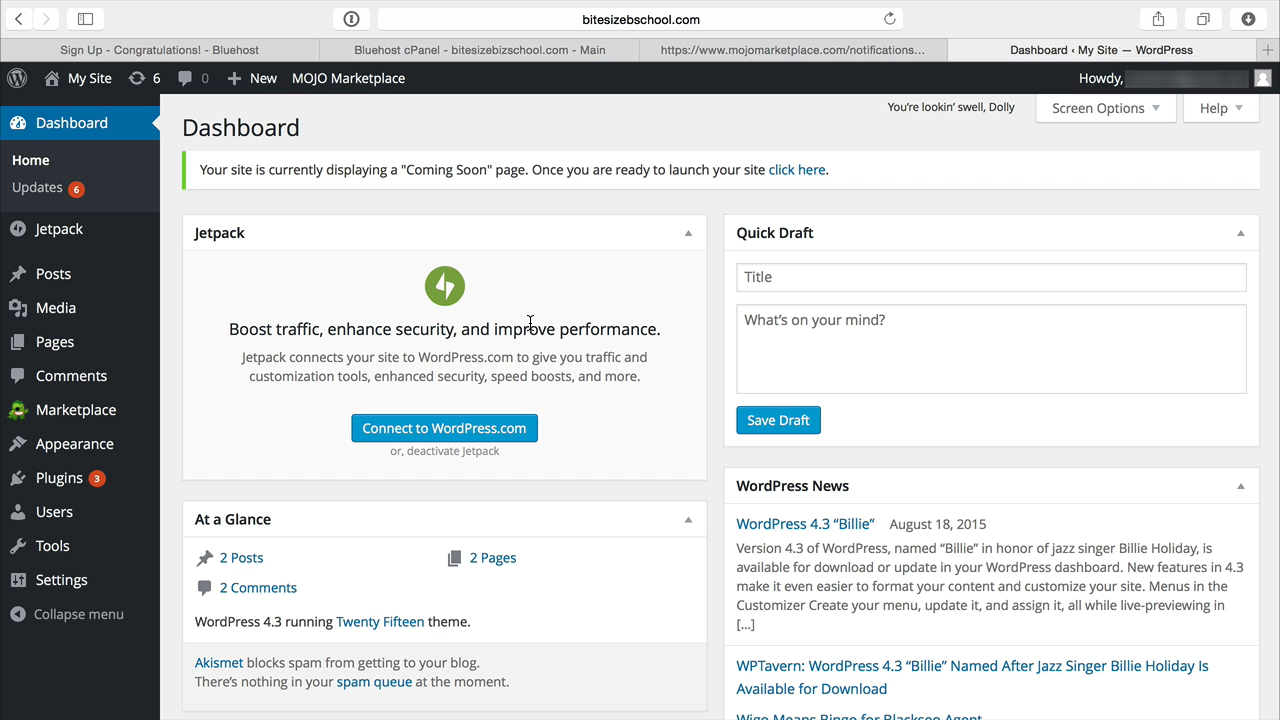 bitesizebschool.com
Sign Up - Congratulations! - Bluehost
Bluehost cPanel - bitesizebizschool.com - Main
https://www.mojomarketplace.com/notifications...
Dashboard ‹ My Site — WordPress
My Site
6
0
New
MOJO Marketplace
Howdy,
Dashboard
Home
Updates 6
Jetpack
Posts
Media
Pages
Comments
Marketplace
Appearance
Plugins 3
Users
Tools
Settings
Collapse menu
You're lookin' swell, Dolly
Screen Options
Help
Dashboard
Your site is currently displaying a "Coming Soon" page. Once you are ready to launch your site click here.
Jetpack
Boost traffic, enhance security, and improve performance.
Jetpack connects your site to WordPress.com to give you traffic and
customization tools, enhanced security, speed boosts, and more.
Connect to WordPress.com
or, deactivate Jetpack
At a Glance
2 Posts
2 Pages
2 Comments
WordPress 4.3 running Twenty Fifteen theme.
Akismet blocks spam from getting to your blog.
There's nothing in your spam queue at the moment.
Quick Draft
Title
What's on your mind?
Save Draft
WordPress News
WordPress 4.3 “Billie” August 18, 2015
Version 4.3 of WordPress, named “Billie” in honor of jazz singer Billie Holiday, is
available for download or update in your WordPress dashboard. New features in 4.3
make it even easier to format your content and customize your site. Menus in the
Customizer Create your menu, update it, and assign it, all while live-previewing in
[...]
WPTavern: WordPress 4.3 “Billie” Named After Jazz Singer Billie Holiday Is
Available for Download
Wigo Means Bingo for Blackseo Agent